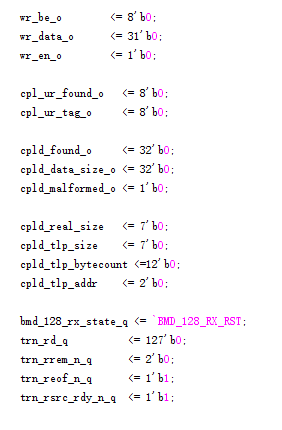 wr_be_o <= 8'b0;
wr_data_o <= 31'b0;
wr_en_o <= 1'b0;
cpl_ur_found_o <= 8'b0;
cpl_ur_tag_o <= 8'b0;
cpld_found_o <= 32'b0;
cpld_data_size_o <= 32'b0;
cpld_malformed_o <= 1'b0;
cpld_real_size <= 7'b0;
cpld_tlp_size <= 7'b0;
cpld_tlp_bytecount <=12'b0;
cpld_tlp_addr <= 2'b0;
bmd_128_rx_state_q <= `BMD_128_RX_RST;
trn_rd_q <= 127'b0;
trn_rrem_n_q <= 2'b0;
trn_reof_n_q <= 1'b1;
trn_rsrc_rdy_n_q <= 1'b1;